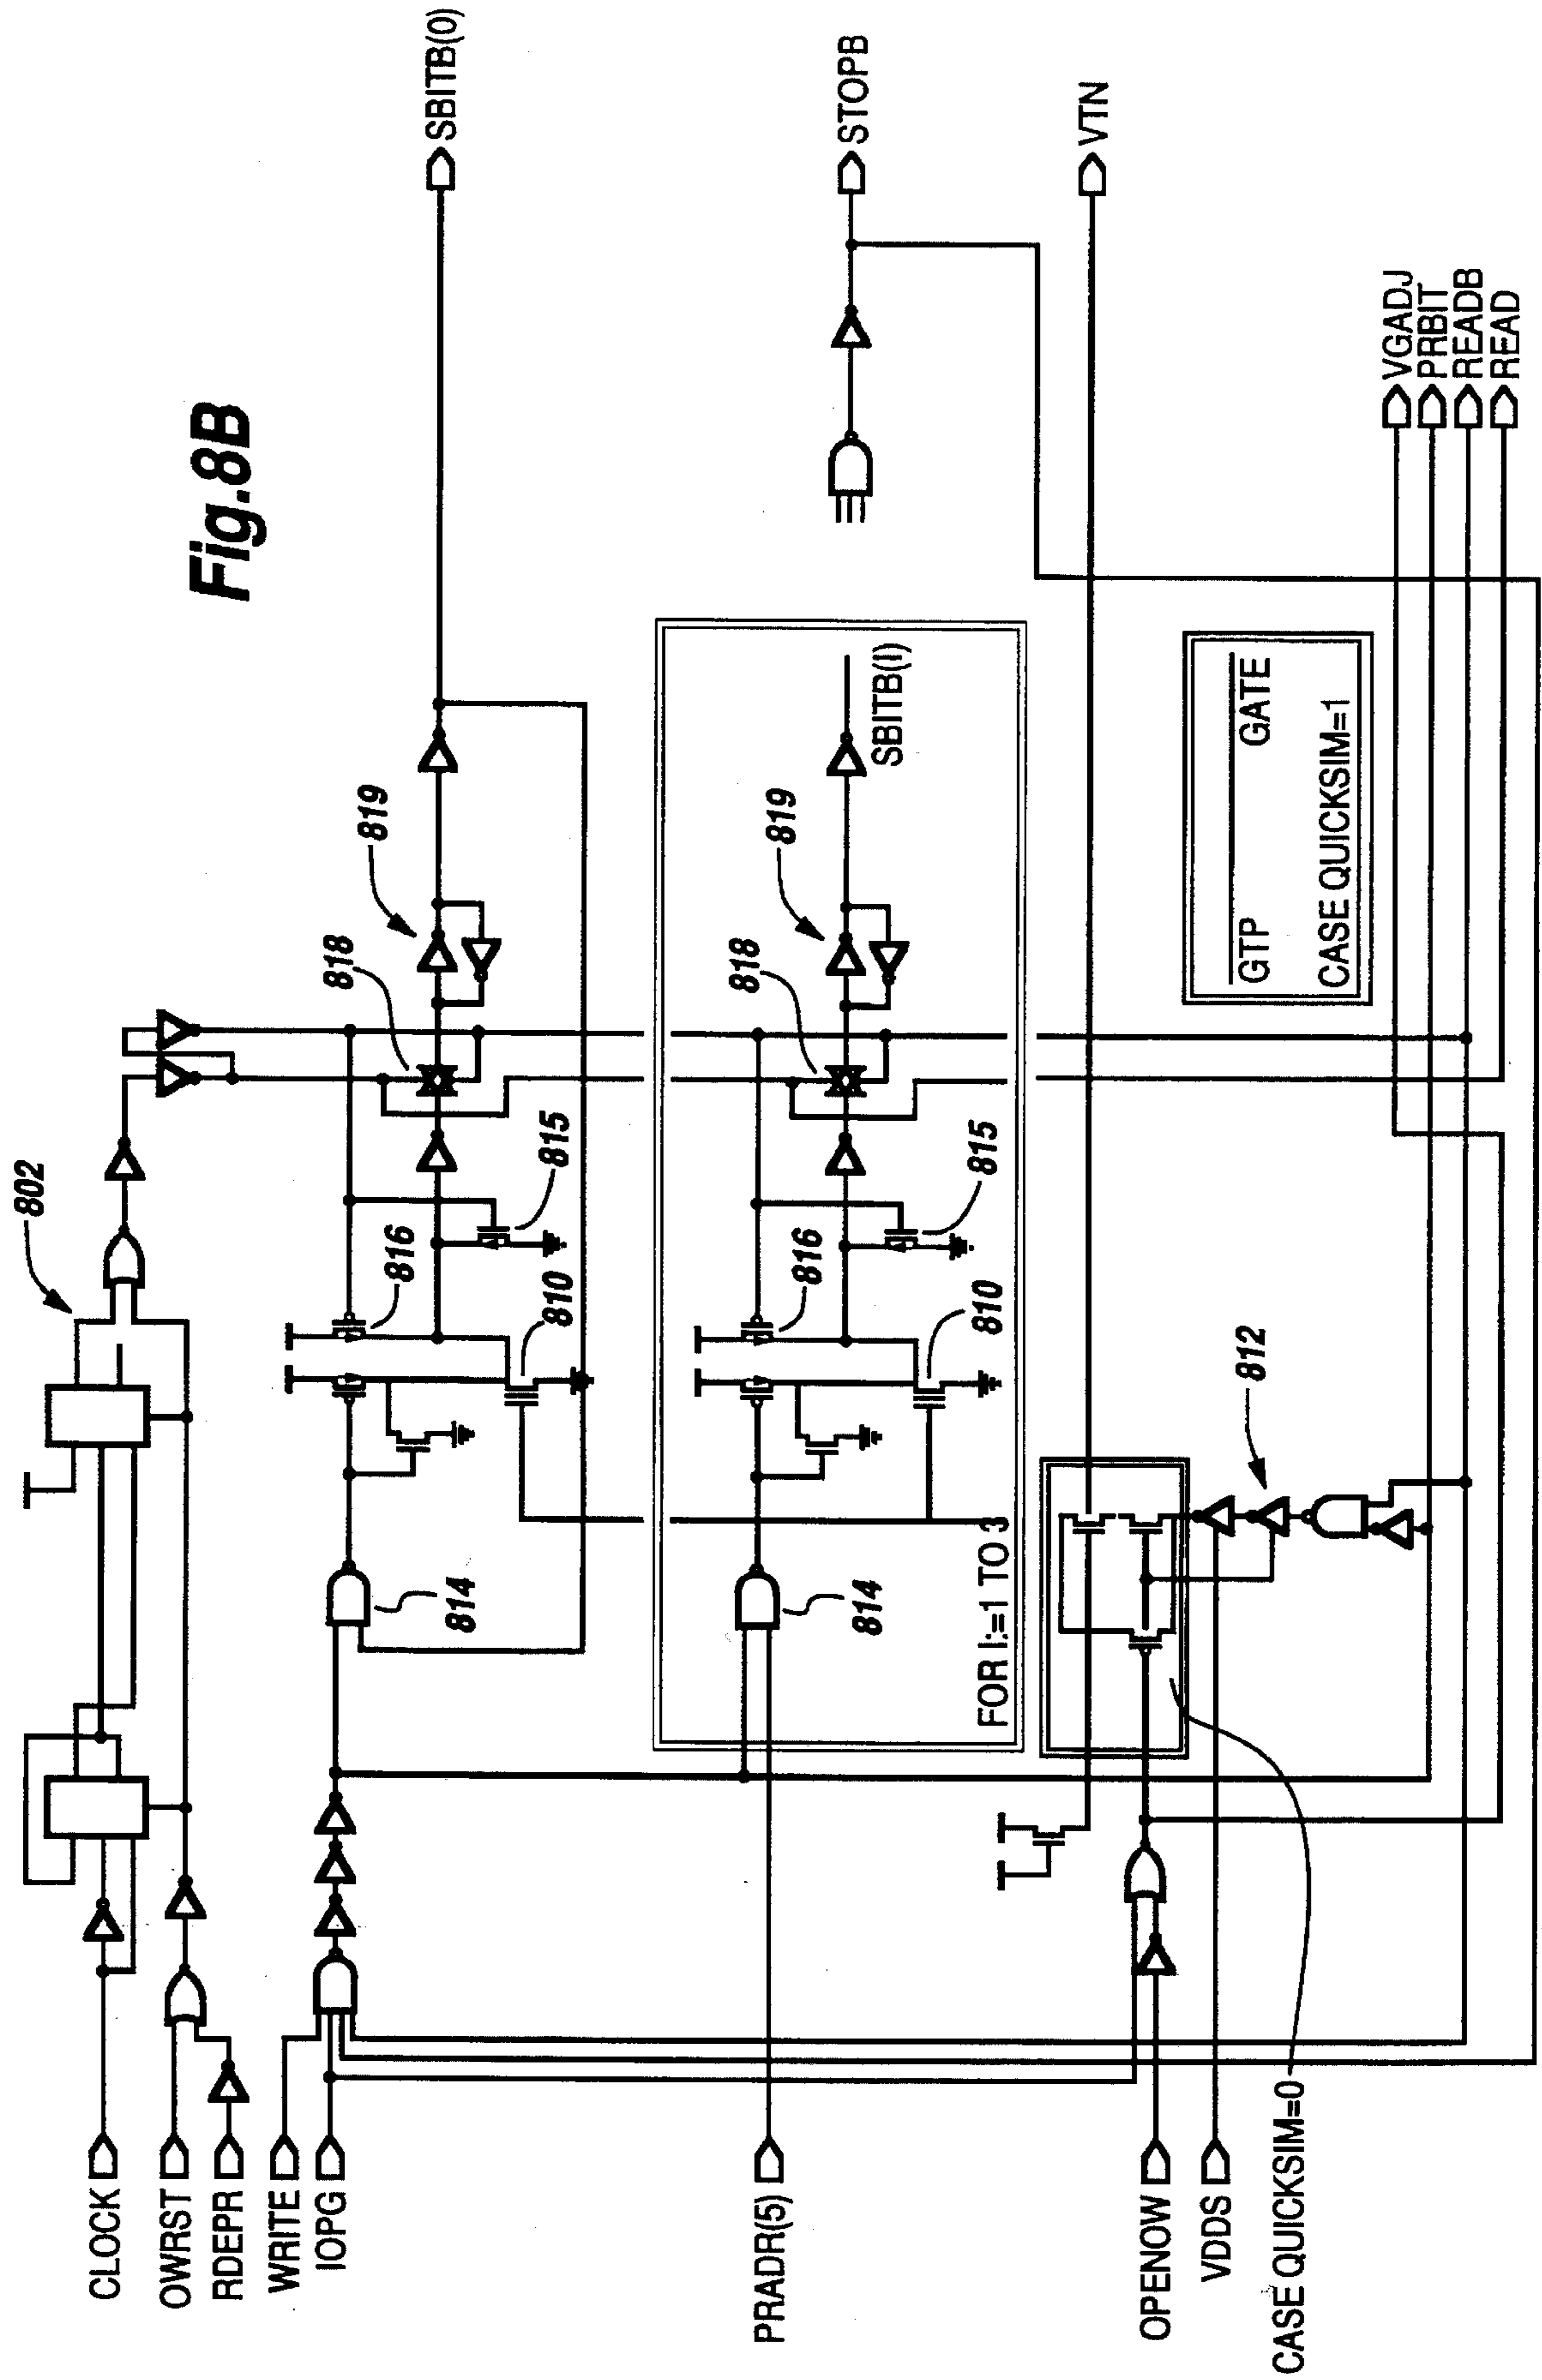 Fig.8B
CLOCK
OWRST
RDEPR
WRITE
IOPG
PRADR(5)
OPENOW
VDDS
CASE QUICKSIM=0
802
814
816
810
815
818
819
SBITB(0)
814
816
810
815
818
819
SBITB(I)
FOR I:=1 TO 3
STOPB
812
VTN
GTP GATE
CASE QUICKSIM=1
VGADJ
PRBIT
READB
READ